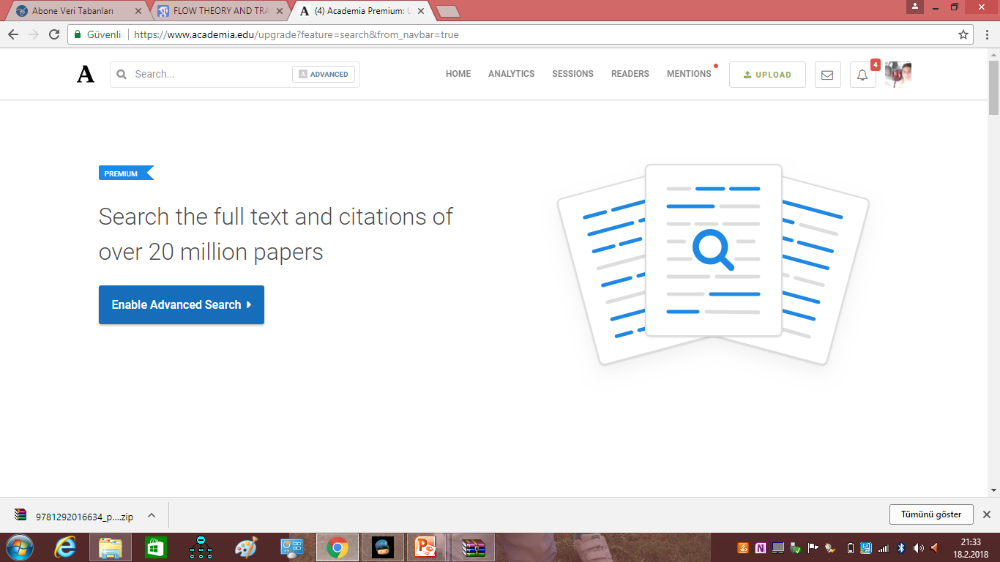 Abone Veri Tabanları
FLOW THEORY AND TRA
(4) Academia Premium: U
Güvenli
https://www.academia.edu/upgrade?feature=search&from_navbar=true
A
Search...
ADVANCED
HOME
ANALYTICS
SESSIONS
READERS
MENTIONS
UPLOAD
4
PREMIUM
Search the full text and citations of
over 20 million papers
Enable Advanced Search
9781292016634_p....zip
Tümünü göster
21:33
18.2.2018